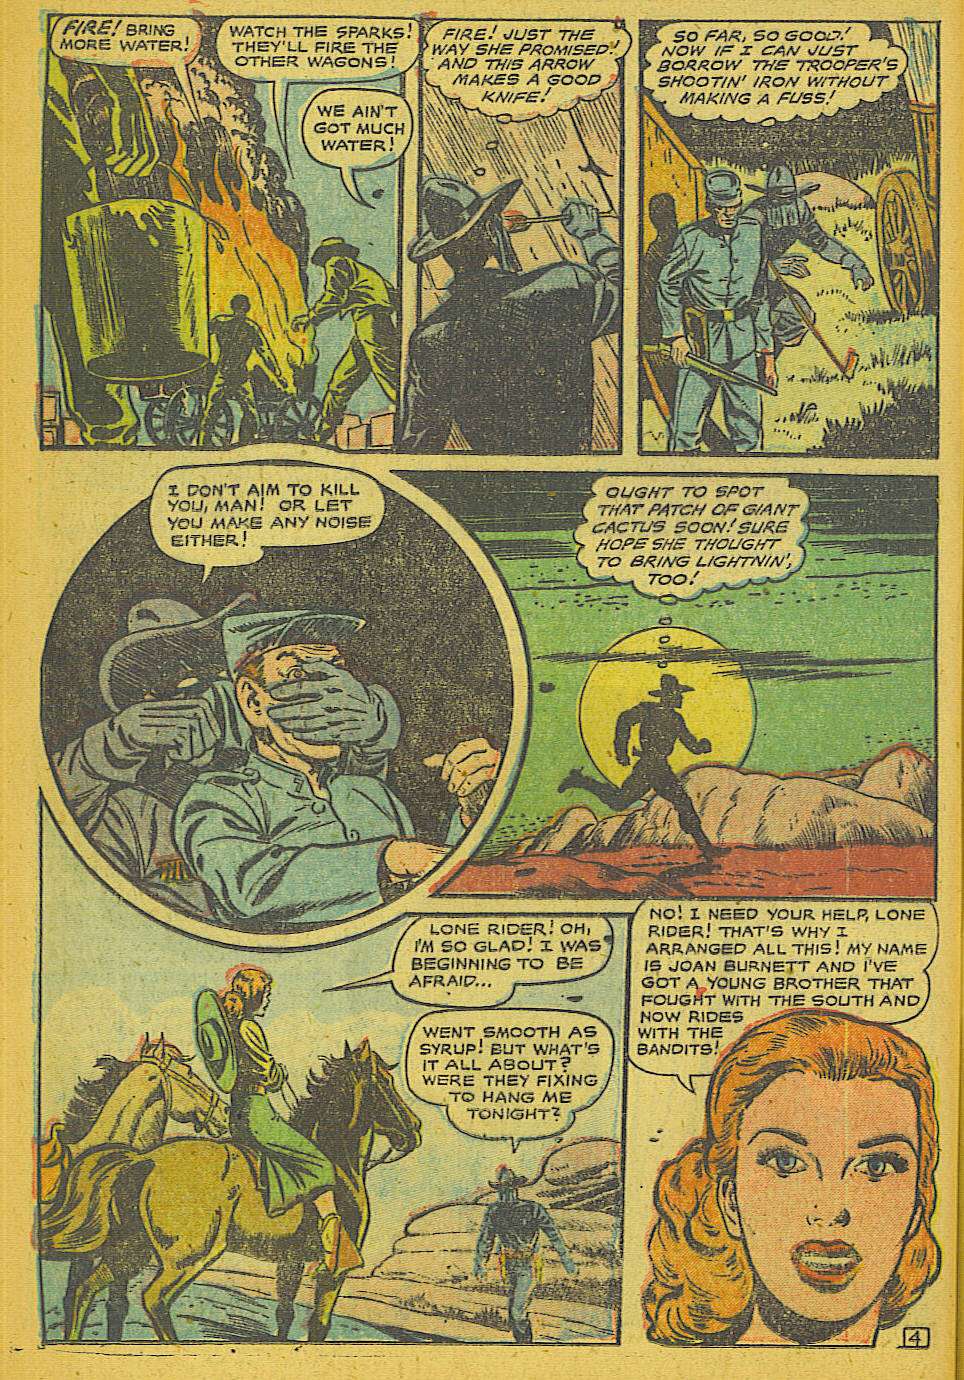 FIRE! BRING
MORE WATER!
WATCH THE SPARKS!
THEY'LL FIRE THE
OTHER WAGONS!
WE AIN'T
GOT MUCH
WATER!
FIRE! JUST THE
WAY SHE PROMISED!
AND THIS ARROW
MAKES A GOOD
KNIFE!
SO FAR, SO GOOD!
NOW IF I CAN JUST
BORROW THE TROOPER'S
SHOOTIN' IRON WITHOUT
MAKING A FUSS!
I DON'T AIM TO KILL
YOU, MAN! OR LET
YOU MAKE ANY NOISE
EITHER!
OUGHT TO SPOT
THAT PATCH OF GIANT
CACTUS SOON! SURE
HOPE SHE THOUGHT
TO BRING LIGHTNIN',
TOO!
LONE RIDER! OH,
I'M SO GLAD! I WAS
BEGINNING TO BE
AFRAID...
WENT SMOOTH AS
SYRUP! BUT WHAT'S
IT ALL ABOUT?
WERE THEY FIXING
TO HANG ME
TONIGHT?
NO! I NEED YOUR HELP, LONE
RIDER! THAT'S WHY I
ARRANGED ALL THIS! MY NAME
IS JOAN BURNETT AND I'VE
GOT A YOUNG BROTHER THAT
FOUGHT WITH THE SOUTH AND
NOW RIDES
WITH THE
BANDITS!
4